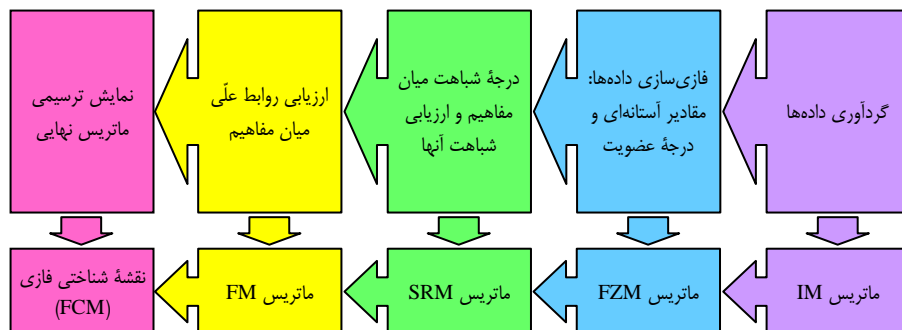 گردآوری داده‌ها
فازی‌سازی داده‌ها:
مقادیر آستانه‌ای و
درجهٔ عضویت
درجهٔ شباهت میان
مفاهیم و ارزیابی
شباهت آنها
ارزیابی روابط علّی
میان مفاهیم
نمایش ترسیمی
ماتریس نهایی
ماتریس IM
ماتریس FZM
ماتریس SRM
ماتریس FM
نقشهٔ شناختی فازی
(FCM)